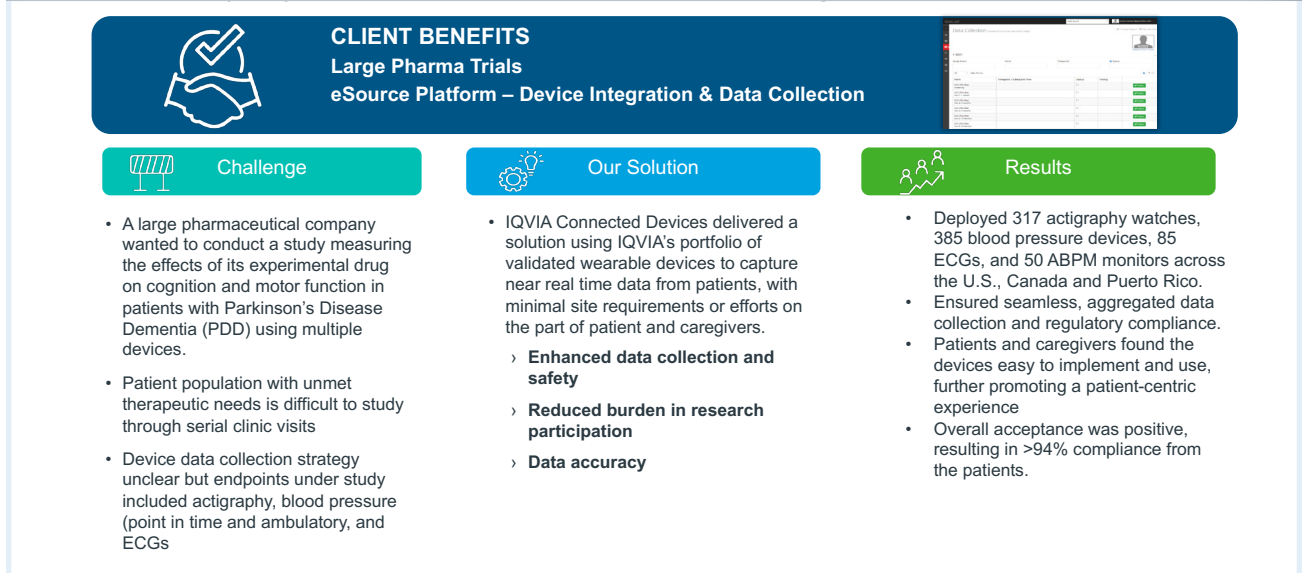 CLIENT BENEFITS
Large Pharma Trials
eSource Platform – Device Integration & Data Collection
Data Collection
Challenge
• A large pharmaceutical company
wanted to conduct a study measuring
the effects of its experimental drug
on cognition and motor function in
patients with Parkinson's Disease
Dementia (PDD) using multiple
devices.
• Patient population with unmet
therapeutic needs is difficult to study
through serial clinic visits
• Device data collection strategy
unclear but endpoints under study
included actigraphy, blood pressure
(point in time and ambulatory, and
ECGs
Our Solution
• IQVIA Connected Devices delivered a
solution using IQVIA's portfolio of
validated wearable devices to capture
near real time data from patients, with
minimal site requirements or efforts on
the part of patient and caregivers.
› Enhanced data collection and
safety
› Reduced burden in research
participation
› Data accuracy
Results
• Deployed 317 actigraphy watches,
385 blood pressure devices, 85
ECGs, and 50 ABPM monitors across
the U.S., Canada and Puerto Rico.
• Ensured seamless, aggregated data
collection and regulatory compliance.
• Patients and caregivers found the
devices easy to implement and use,
further promoting a patient-centric
experience
• Overall acceptance was positive,
resulting in >94% compliance from
the patients.